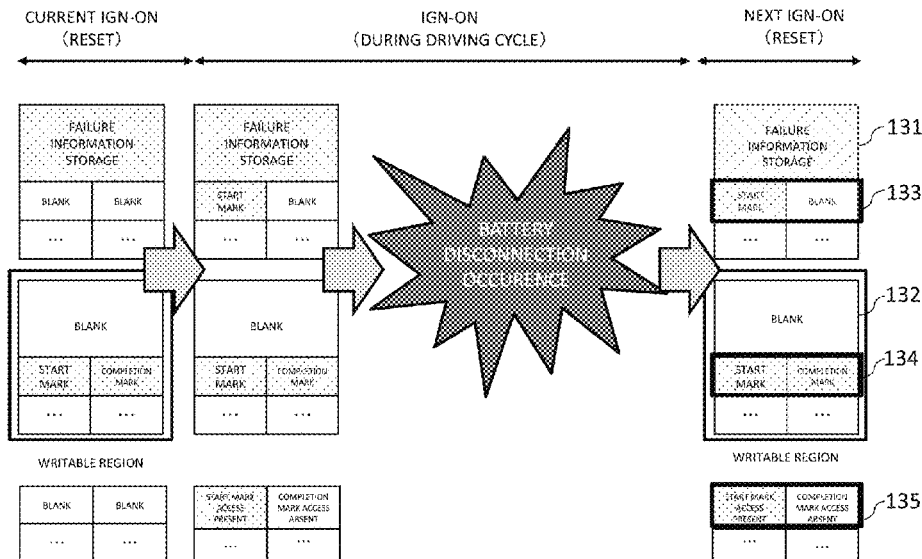 CURRENT IGN-ON
(RESET)
IGN-ON
(DURING DRIVING CYCLE)
NEXT IGN-ON
(RESET)
FAILURE
INFORMATION
STORAGE
BLANK
BLANK
...
...
BLANK
START
MARK
COMPLETION
MARK
...
...
WRITABLE REGION
BLANK
BLANK
...
...
FAILURE
INFORMATION
STORAGE
START
MARK
BLANK
...
...
BLANK
START
MARK
COMPLETION
MARK
...
...
START MARK
ACCESS
PRESENT
COMPLETION
MARK ACCESS
ABSENT
...
...
BATTERY
DISCONNECTION
OCCURENCE
FAILURE
INFORMATION
STORAGE
131
START
MARK
BLANK
133
...
...
BLANK
132
START
MARK
COMPLETION
MARK
134
...
...
WRITABLE REGION
START MARK
ACCESS
PRESENT
COMPLETION
MARK ACCESS
ABSENT
135
...
...